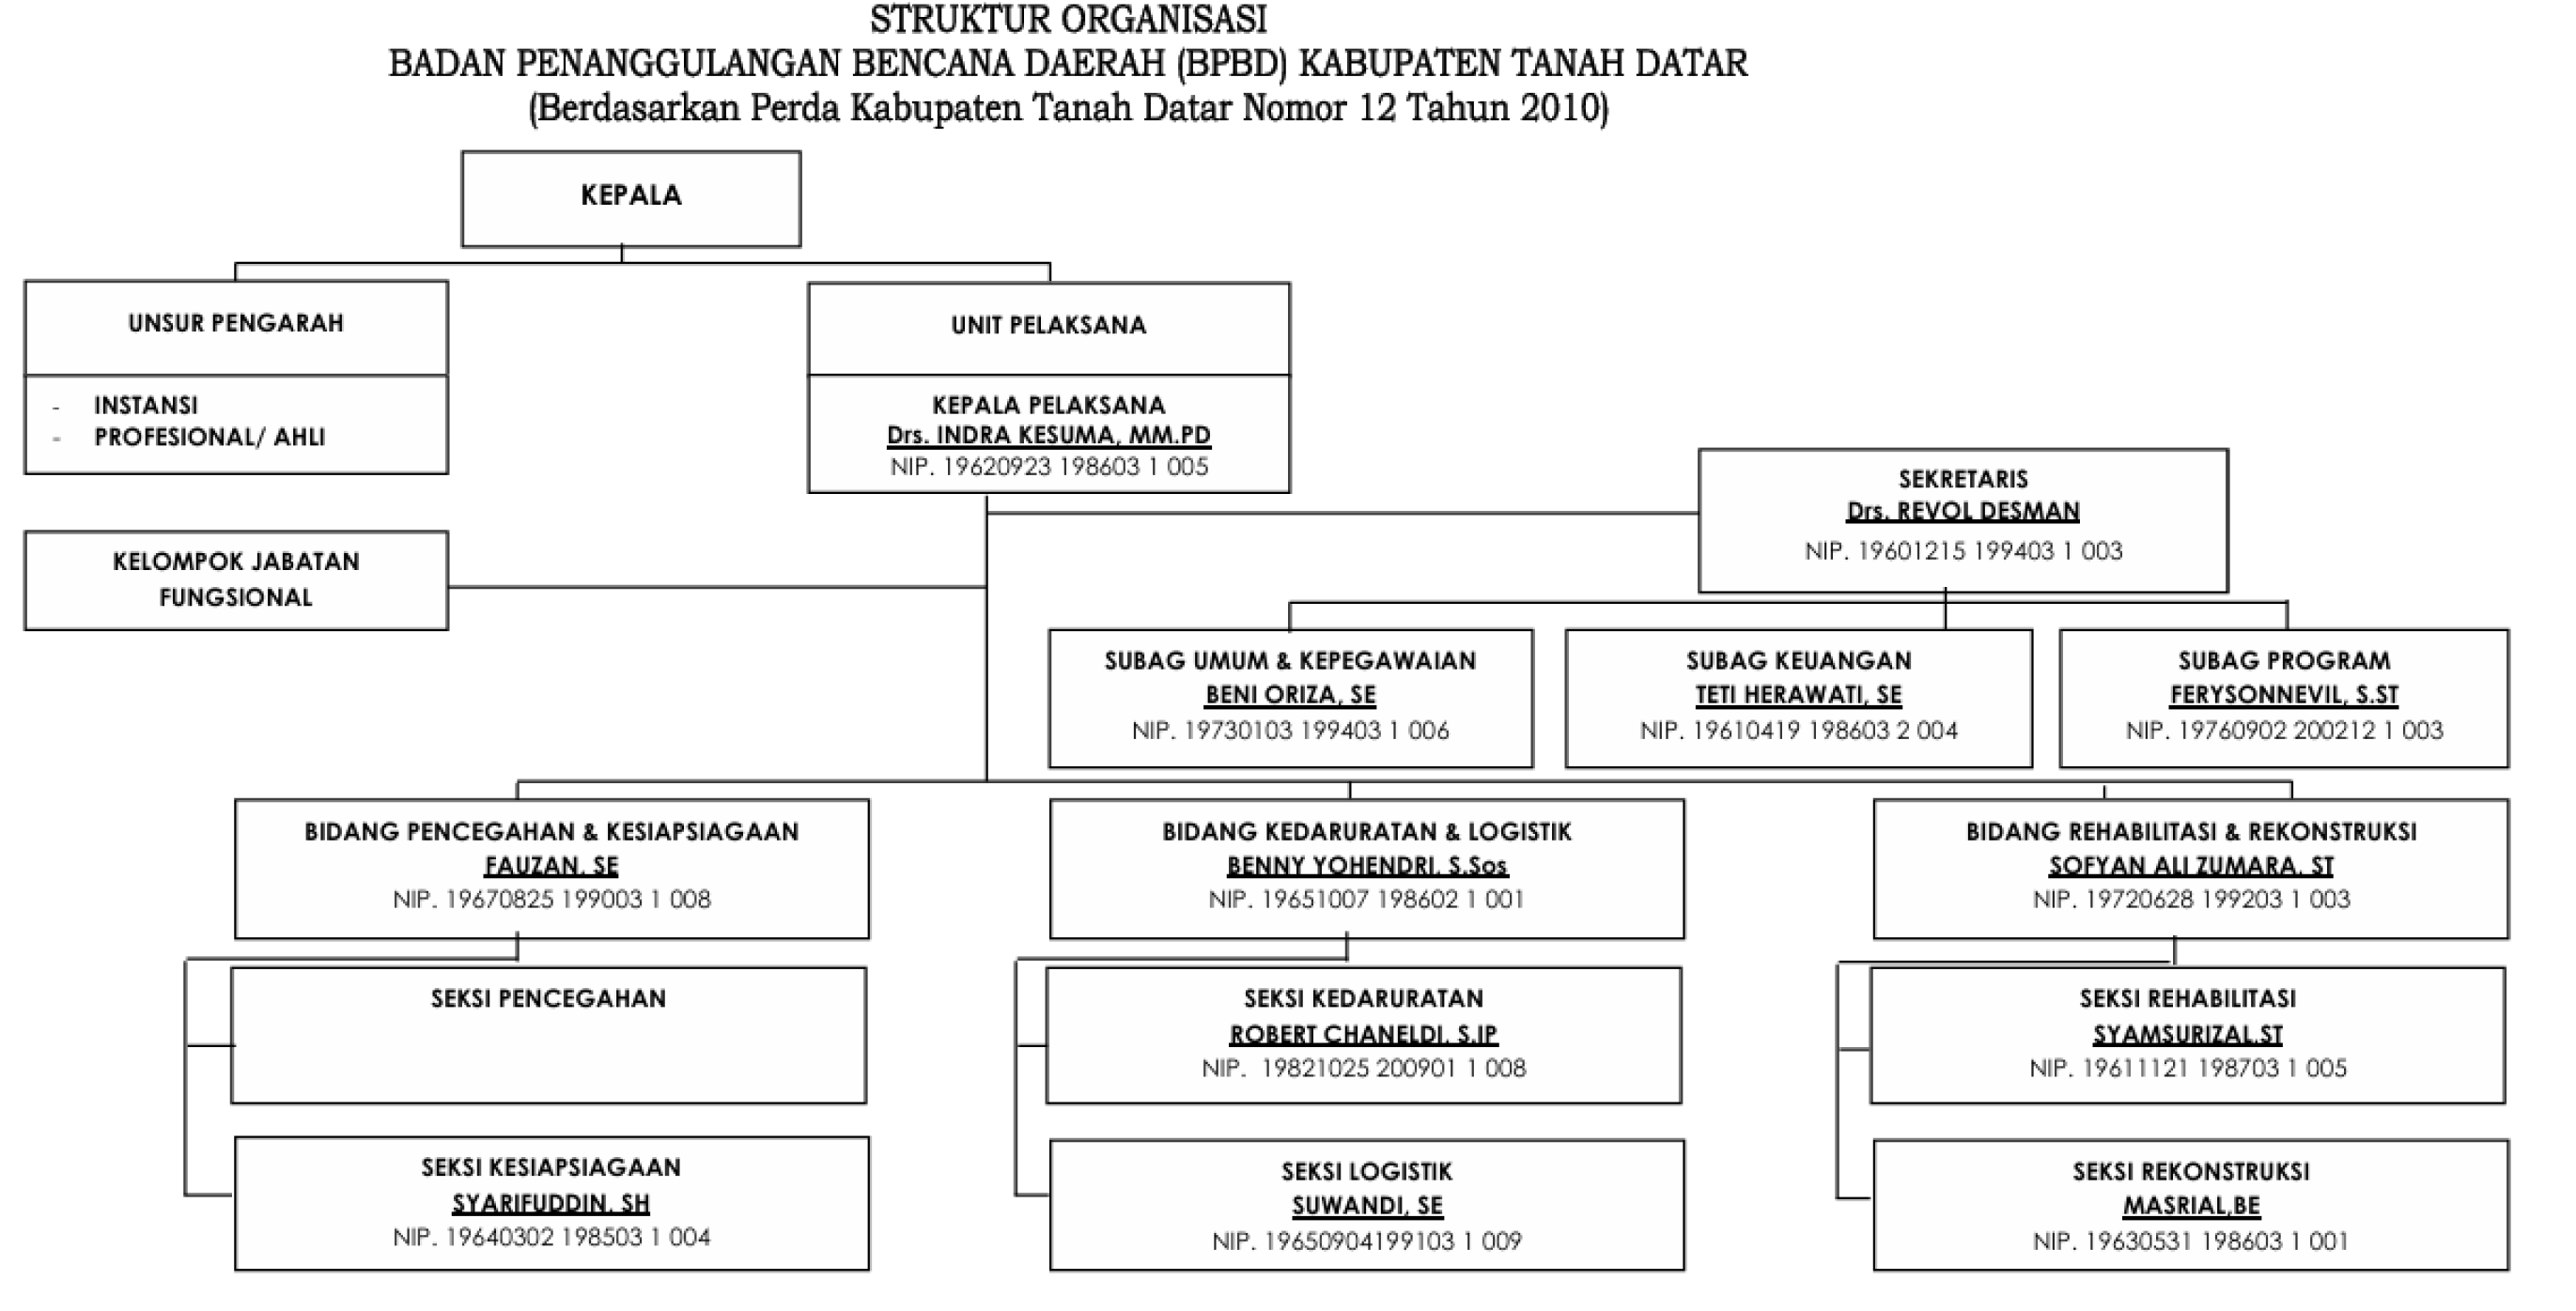 STRUKTUR ORGANISASI
BADAN PENANGGULANGAN BENCANA DAERAH (BPBD) KABUPATEN TANAH DATAR
(Berdasarkan Perda Kabupaten Tanah Datar Nomor 12 Tahun 2010)
KEPALA
UNSUR PENGARAH
- INSTANSI
- PROFESIONAL/ AHLI
UNIT PELAKSANA
KEPALA PELAKSANA
Drs. INDRA KESUMA, MM.PD
NIP. 19620923 198603 1 005
SEKRETARIS
Drs. REVOL DESMAN
NIP. 19601215 199403 1 003
KELOMPOK JABATAN
FUNGSIONAL
SUBAG UMUM & KEPEGAWAIAN
BENI ORIZA, SE
NIP. 19730103 199403 1 006
SUBAG KEUANGAN
TETI HERAWATI, SE
NIP. 19610419 198603 2 004
SUBAG PROGRAM
FERYSONNEVIL, S.ST
NIP. 19760902 200212 1 003
BIDANG PENCEGAHAN & KESIAPSIAGAAN
FAUZAN, SE
NIP. 19670825 199003 1 008
BIDANG KEDARURATAN & LOGISTIK
BENNY YOHENDRI, S.Sos
NIP. 19651007 198602 1 001
BIDANG REHABILITASI & REKONSTRUKSI
SOFYAN ALI ZUMARA, ST
NIP. 19720628 199203 1 003
SEKSI PENCEGAHAN
SEKSI KEDARURATAN
ROBERT CHANELDI, S.IP
NIP. 19821025 200901 1 008
SEKSI REHABILITASI
SYAMSURIZAL,ST
NIP. 19611121 198703 1 005
SEKSI KESIAPSIAGAAN
SYARIFUDDIN, SH
NIP. 19640302 198503 1 004
SEKSI LOGISTIK
SUWANDI, SE
NIP. 19650904199103 1 009
SEKSI REKONSTRUKSI
MASRIAL,BE
NIP. 19630531 198603 1 001